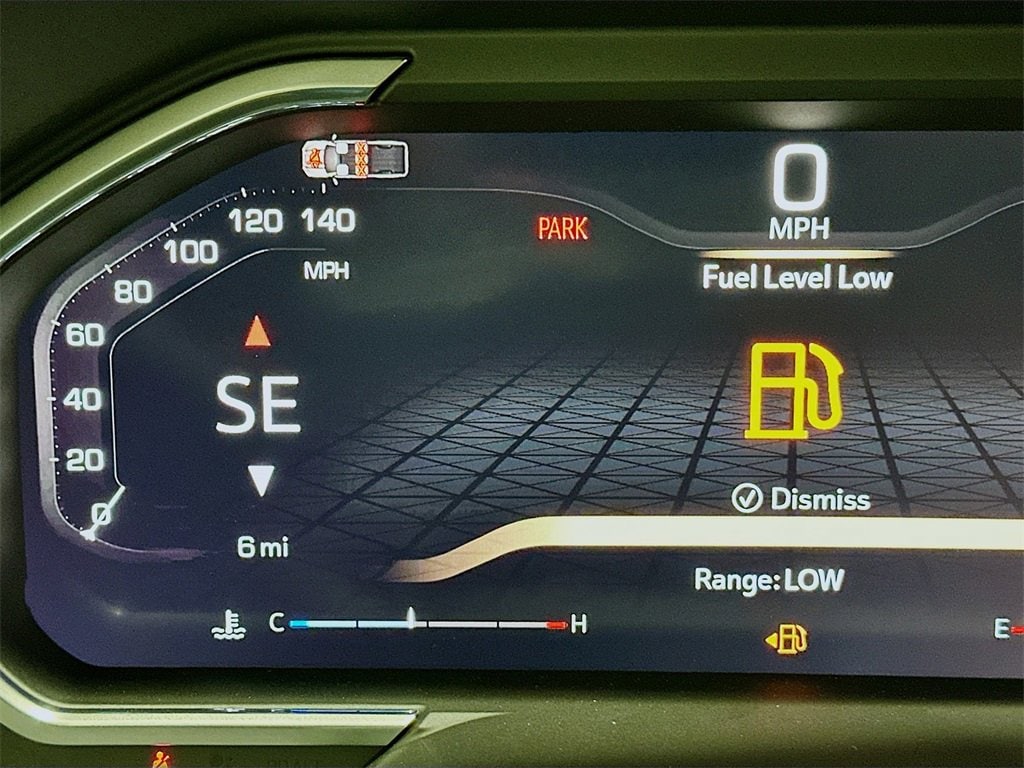 0
MPH
120 140
PARK
100
MPH
Fuel Level Low
80
60
SE
40
20
Dismiss
0
6 mi
Range: LOW
C H
E